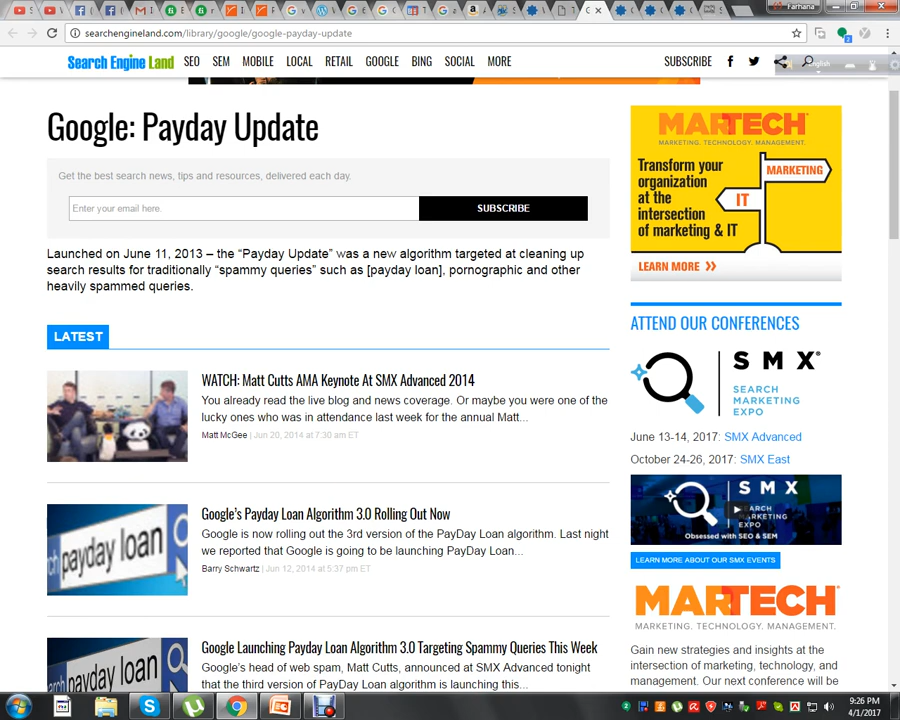 Farhana
searchengineland.com/library/google/google-payday-update
Search Engine Land SEO SEM MOBILE LOCAL RETAIL GOOGLE BING SOCIAL MORE SUBSCRIBE
English
Google: Payday Update
Get the best search news, tips and resources, delivered each day.
Enter your email here.
SUBSCRIBE
Launched on June 11, 2013 – the “Payday Update” was a new algorithm targeted at cleaning up
search results for traditionally “spammy queries” such as [payday loan], pornographic and other
heavily spammed queries.
LATEST
WATCH: Matt Cutts AMA Keynote At SMX Advanced 2014
You already read the live blog and news coverage. Or maybe you were one of the
lucky ones who was in attendance last week for the annual Matt...
Matt McGee | Jun 20, 2014 at 7:30 am ET
payday loan
Google’s Payday Loan Algorithm 3.0 Rolling Out Now
Google is now rolling out the 3rd version of the PayDay Loan algorithm. Last night
we reported that Google is going to be launching PayDay Loan...
Barry Schwartz | Jun 12, 2014 at 5:37 pm ET
payday loan
Google Launching Payday Loan Algorithm 3.0 Targeting Spammy Queries This Week
Google’s head of web spam, Matt Cutts, announced at SMX Advanced tonight
that the third version of PayDay Loan algorithm is launching this...
MARTECH
MARKETING. TECHNOLOGY. MANAGEMENT.
Transform your
organization
at the
intersection
of marketing & IT
MARKETING
IT
LEARN MORE
ATTEND OUR CONFERENCES
SMX®
SEARCH
MARKETING
EXPO
June 13-14, 2017: SMX Advanced
October 24-26, 2017: SMX East
SMX
SEARCH
MARKETING
EXPO
Obsessed with SEO & SEM
LEARN MORE ABOUT OUR SMX EVENTS
MARTECH
MARKETING. TECHNOLOGY. MANAGEMENT.
Gain new strategies and insights at the
intersection of marketing, technology, and
management. Our next conference will be
9:26 PM
4/1/2017